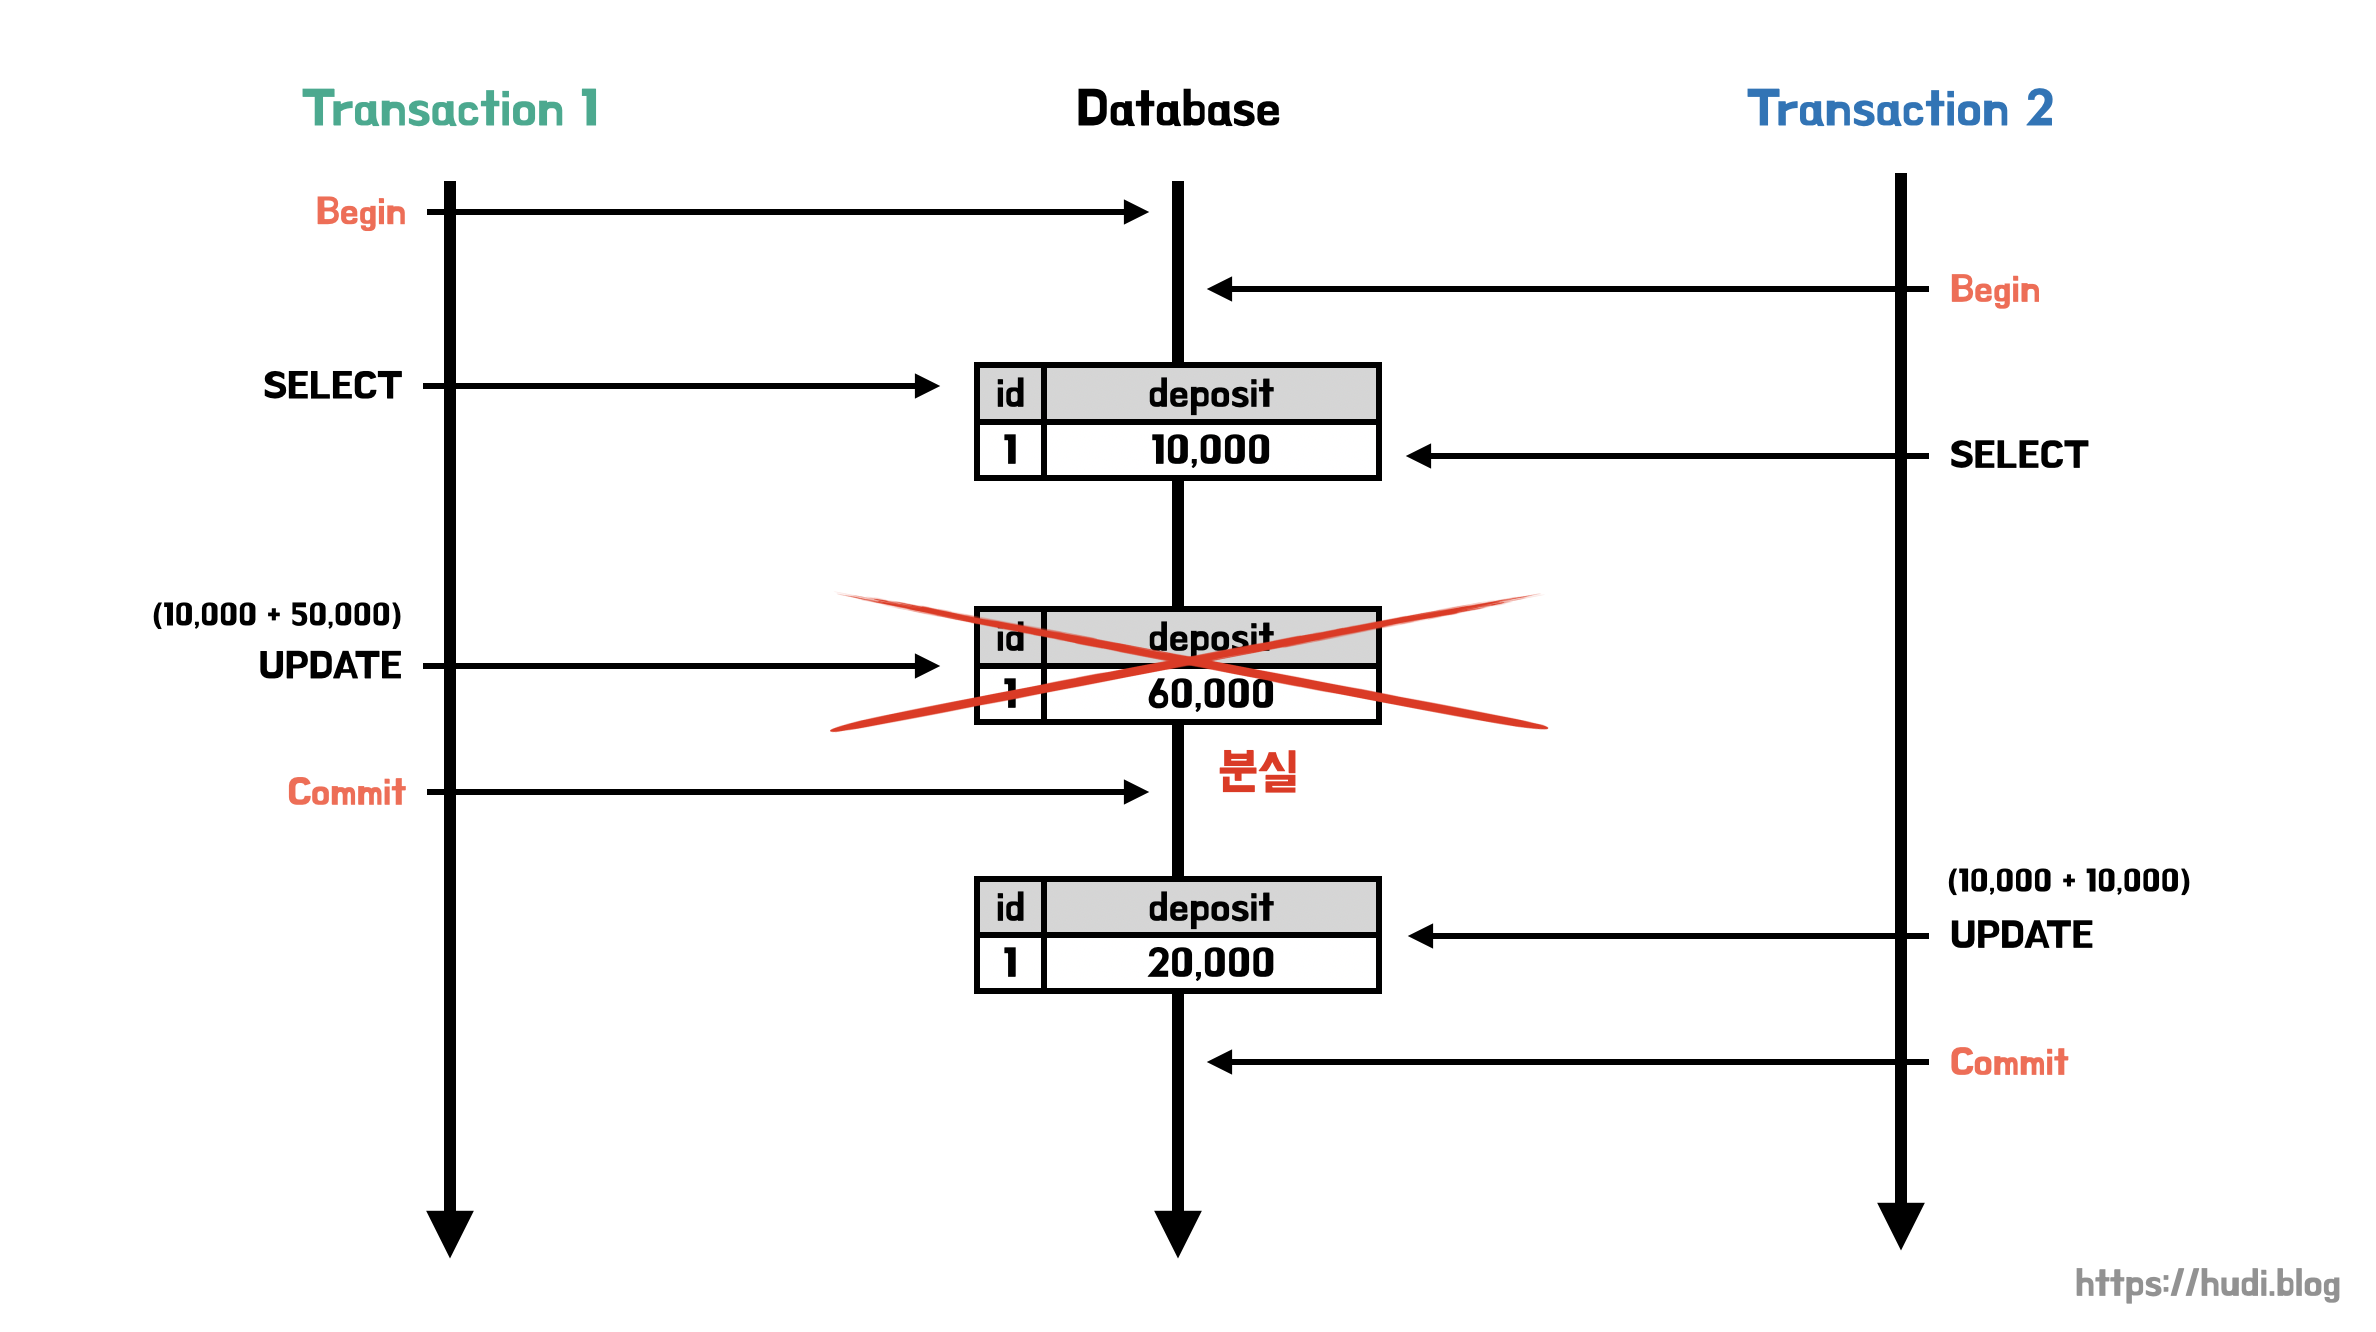 Transaction 1
Database
Transaction 2
Begin
Begin
SELECT
id deposit
1 10,000
SELECT
(10,000 + 50,000)
UPDATE
id deposit
1 60,000
분실
Commit
id deposit
1 20,000
(10,000 + 10,000)
UPDATE
Commit
https://hudi.blog